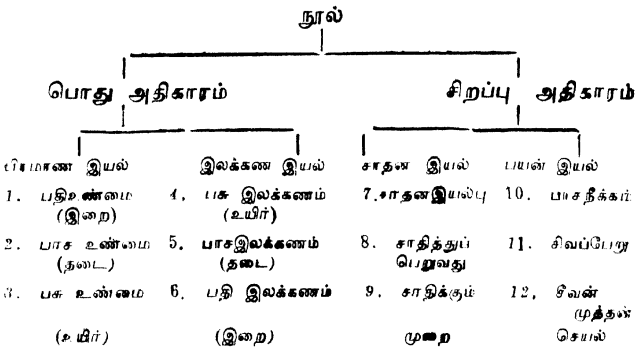 நூல்
பொது அதிகாரம் சிறப்பு அதிகாரம்
பிரமாண இயல் இலக்கண இயல் சாதன இயல் பயன் இயல்
1. பதிஉண்மை 4. பசு இலக்கணம் 7. சாதனஇயல்பு 10. பாசநீக்கம்
(இறை) (உயிர்)
2. பாச உண்மை 5. பாசஇலக்கணம் 8. சாதித்துப் 11. சிவப்பேறு
(தடை) (தடை) பெறுவது
3. பசு உண்மை 6. பதி இலக்கணம் 9. சாதிக்கும் 12. சீவன்
முத்தன்
(உயிர்) (இறை) முறை செயல்